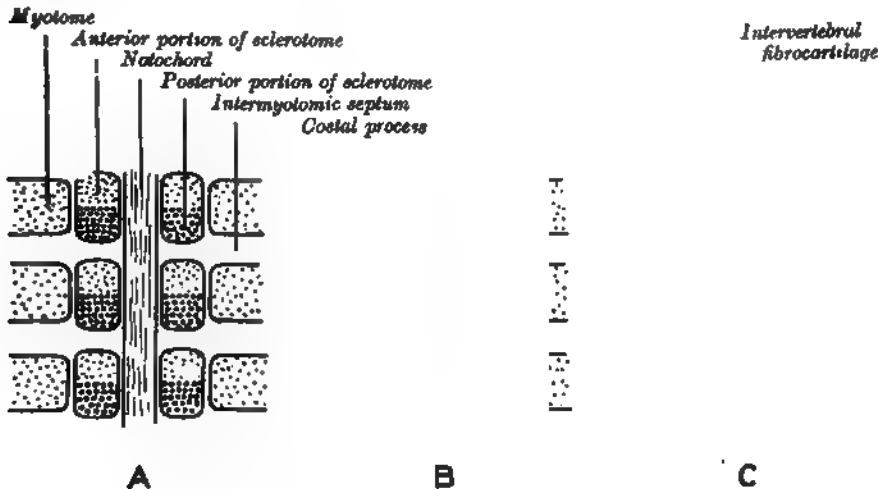 Myotome
Anterior portion of sclerotome
Notochord
Posterior portion of sclerotome
Intermyotomic septum
Costal process
Intervertebral
fibrocartilage
A
B
C